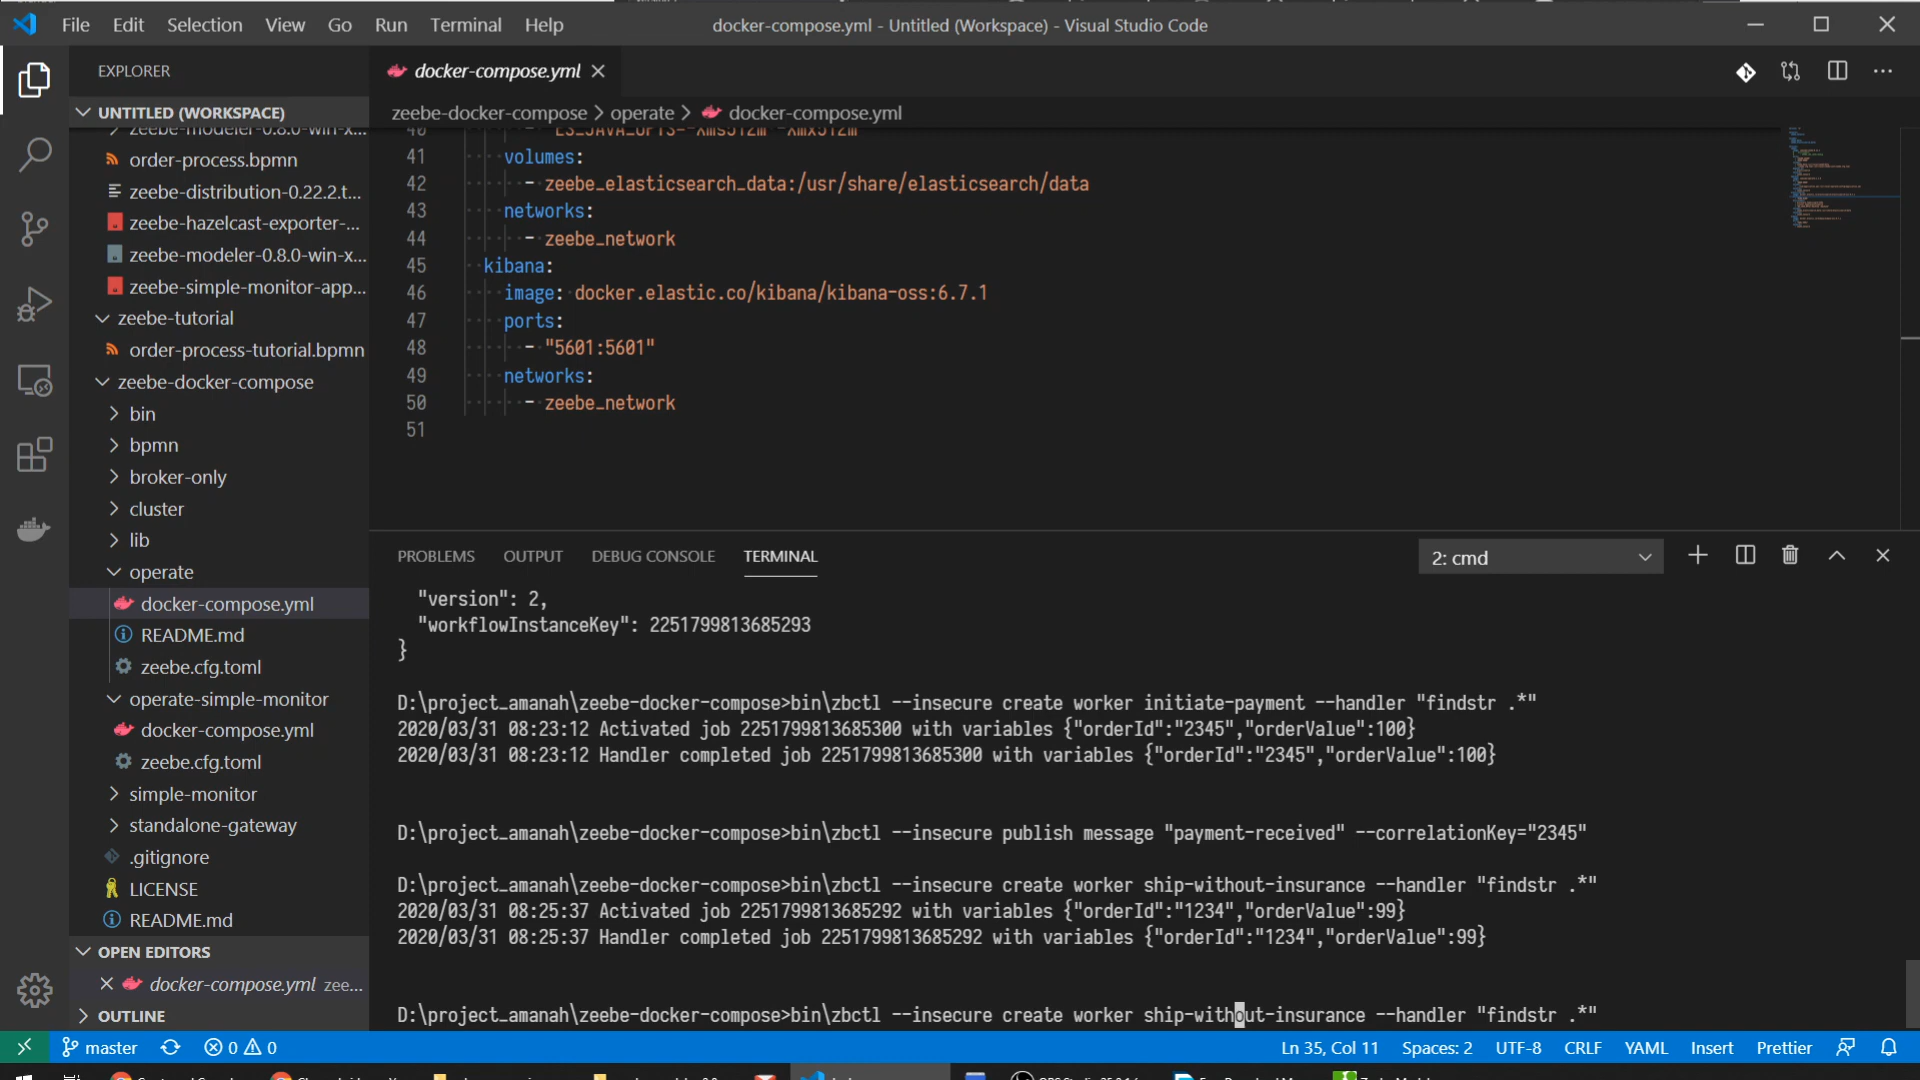 File Edit Selection View Go Run Terminal Help
docker-compose.yml - Untitled (Workspace) - Visual Studio Code
EXPLORER
docker-compose.yml
UNTITLED (WORKSPACE)
zeebe-docker-compose > operate > docker-compose.yml
zeebe-modeler-0.8.0-win-x...
order-process.bpmn
zeebe-distribution-0.22.2.t...
zeebe-hazelcast-exporter-...
zeebe-modeler-0.8.0-win-x...
zeebe-simple-monitor-app...
zeebe-tutorial
order-process-tutorial.bpmn
zeebe-docker-compose
bin
bpmn
broker-only
cluster
lib
operate
docker-compose.yml
README.md
zeebe.cfg.toml
operate-simple-monitor
docker-compose.yml
zeebe.cfg.toml
simple-monitor
standalone-gateway
.gitignore
LICENSE
README.md
OPEN EDITORS
docker-compose.yml zee...
OUTLINE
40 - "ES_JAVA_OPTS=-Xms512m -Xmx512m"
41 volumes:
42 - zeebe_elasticsearch_data:/usr/share/elasticsearch/data
43 networks:
44 - zeebe_network
45 kibana:
46 image: docker.elastic.co/kibana/kibana-oss:6.7.1
47 ports:
48 - "5601:5601"
49 networks:
50 - zeebe_network
51
PROBLEMS OUTPUT DEBUG CONSOLE TERMINAL
2: cmd
"version": 2,
"workflowInstanceKey": 2251799813685293
}
D:\project_amanah\zeebe-docker-compose>bin\zbctl --insecure create worker initiate-payment --handler "findstr .*"
2020/03/31 08:23:12 Activated job 2251799813685300 with variables {"orderId":"2345","orderValue":100}
2020/03/31 08:23:12 Handler completed job 2251799813685300 with variables {"orderId":"2345","orderValue":100}
D:\project_amanah\zeebe-docker-compose>bin\zbctl --insecure publish message "payment-received" --correlationKey="2345"
D:\project_amanah\zeebe-docker-compose>bin\zbctl --insecure create worker ship-without-insurance --handler "findstr .*"
2020/03/31 08:25:37 Activated job 2251799813685292 with variables {"orderId":"1234","orderValue":99}
2020/03/31 08:25:37 Handler completed job 2251799813685292 with variables {"orderId":"1234","orderValue":99}
D:\project_amanah\zeebe-docker-compose>bin\zbctl --insecure create worker ship-without-insurance --handler "findstr .*"
master 0 0
Ln 35, Col 11 Spaces: 2 UTF-8 CRLF YAML Insert Prettier